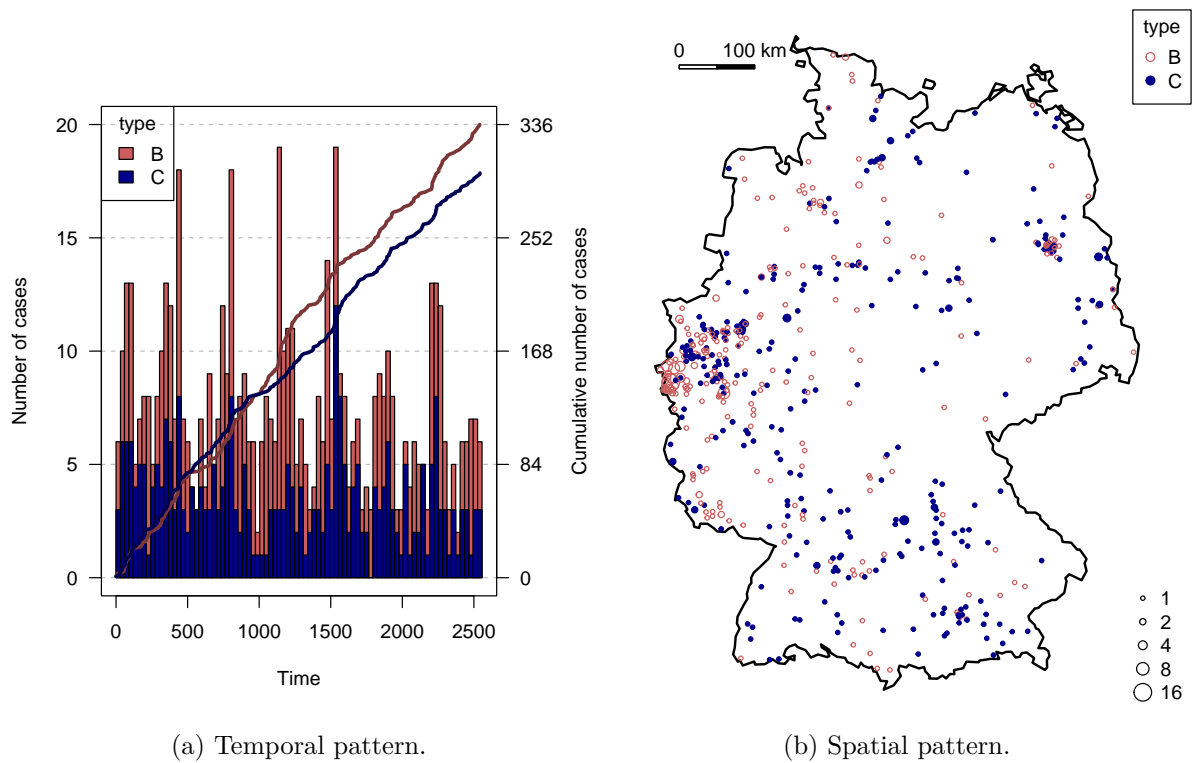 type
B
C
20
15
10
5
0
Number of cases
336
252
168
84
0
Cumulative number of cases
0 500 1000 1500 2000 2500
Time
0 100 km
type
B
C
1
2
4
8
16
(a) Temporal pattern.
(b) Spatial pattern.